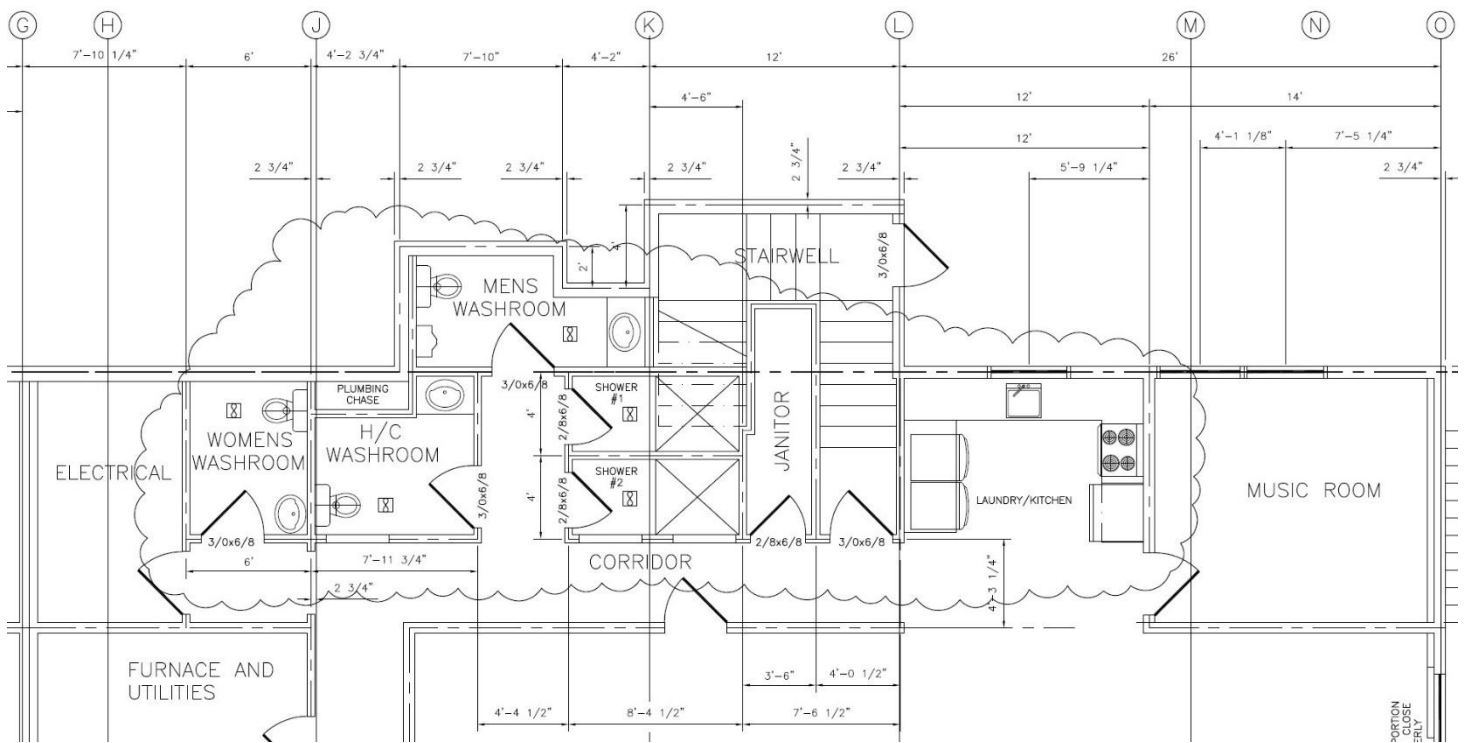 G H J K L M N O
7'-10 1/4" 6' 4'-2 3/4" 7'-10" 4'-2" 12' 26'
4'-6" 12' 14'
12' 4'-1 1/8" 7'-5 1/4"
2 3/4" 2 3/4" 2 3/4" 2 3/4" 2 3/4" 2 3/4" 5'-9 1/4" 2 3/4"
4'
2'
STAIRWELL
3/0x6/8
MENS
WASHROOM
3/0x6/8
PLUMBING
CHASE
SHOWER
#1
2/8x6/8
4'
H/C
WASHROOM
WOMENS
WASHROOM
ELECTRICAL
JANITOR
3/0x6/8
SHOWER
#2
2/8x6/8
4'
LAUNDRY/KITCHEN
MUSIC ROOM
3/0x6/8
2/8x6/8
3/0x6/8
CORRIDOR
6' 7'-11 3/4"
2 3/4"
4'-3 1/4"
FURNACE AND
UTILITIES
3'-6" 4'-0 1/2"
4'-4 1/2" 8'-4 1/2" 7'-6 1/2"
PORTION
CLOSE
ERLY